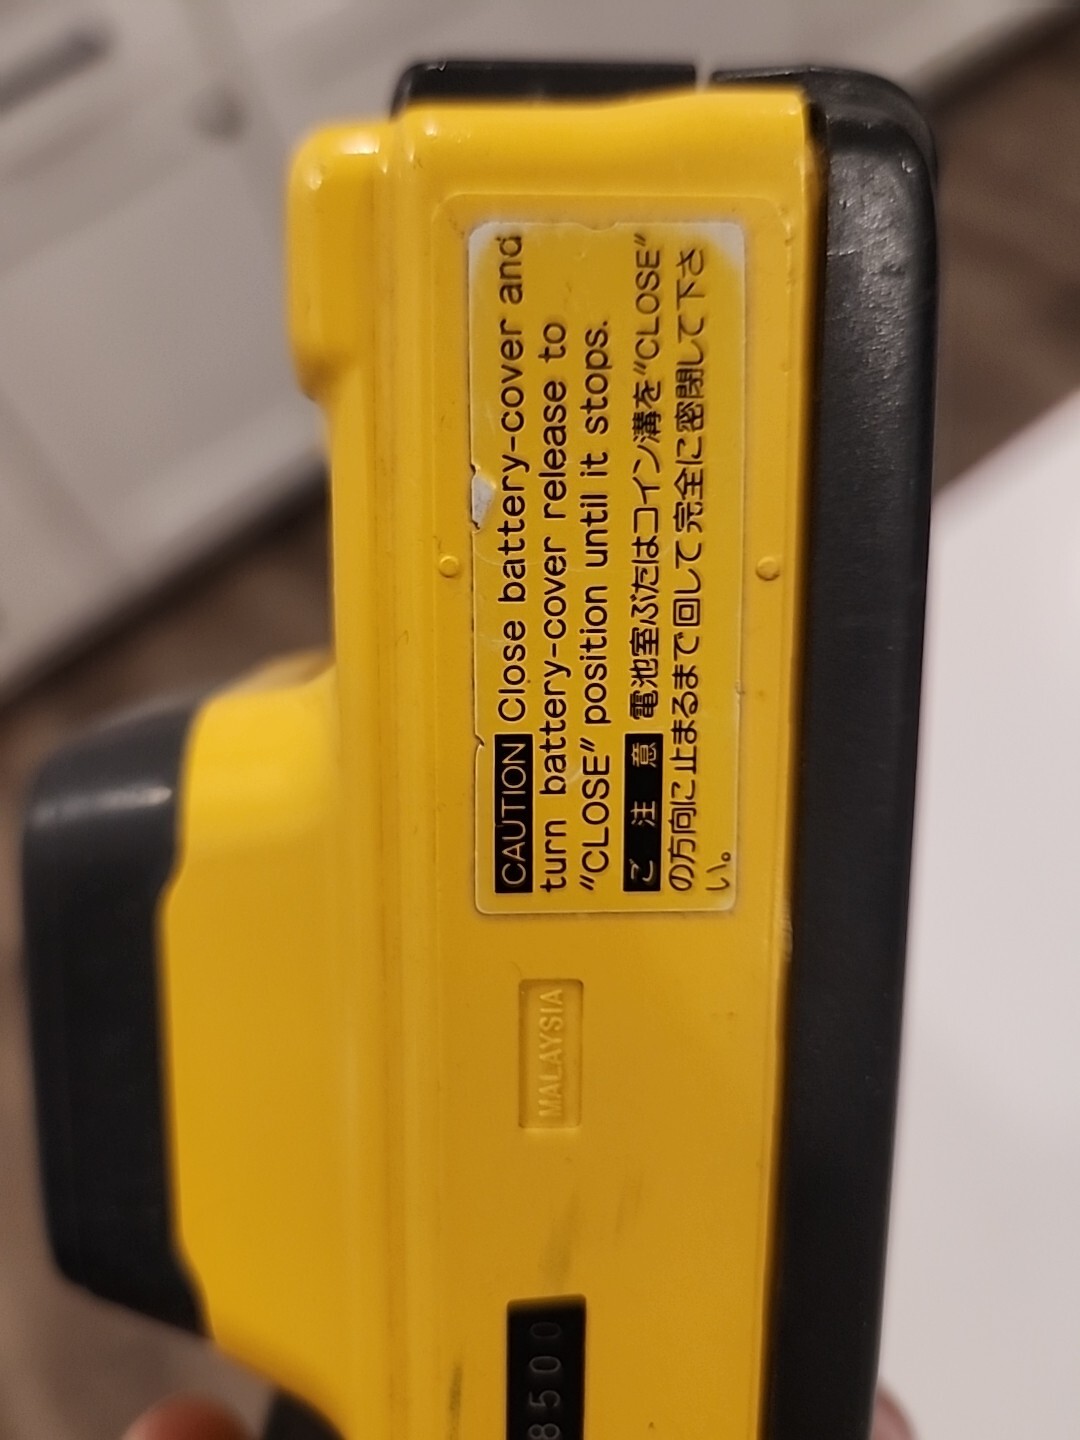 CAUTION Close battery-cover and
turn battery-cover release to
"CLOSE" position until it stops.
ご注意 電池室ぶたはコイン溝を"CLOSE"
の方向に止まるまで回して完全に密閉して下さ
い。
MALAYSIA
8500